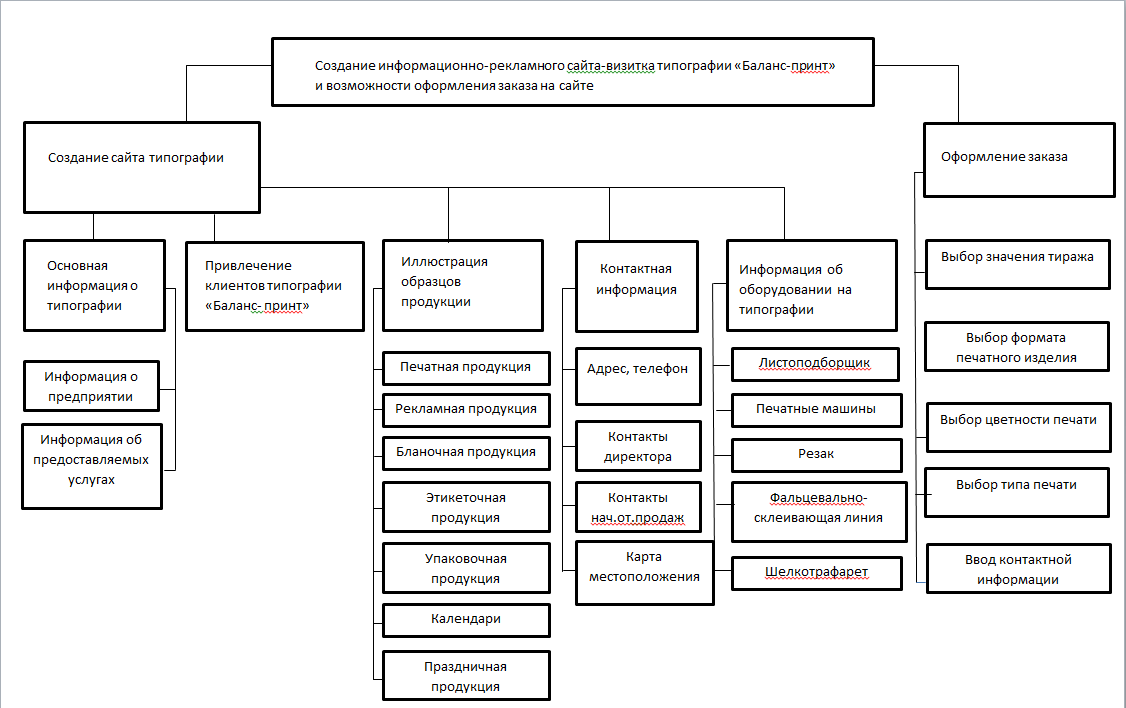 Создание информационно-рекламного сайта-визитка типографии «Баланс-принт»
и возможности оформления заказа на сайте
Создание сайта типографии
Оформление заказа
Основная
информация о
типографии
Привлечение
клиентов типографии
«Баланс- принт»
Иллюстрация
образцов
продукции
Контактная
информация
Информация об
оборудовании на
типографии
Информация о
предприятии
Информация об
предоставляемых
услугах
Печатная продукция
Рекламная продукция
Бланочная продукция
Этикеточная
продукция
Упаковочная
продукция
Календари
Праздничная
продукция
Адрес, телефон
Контакты
директора
Контакты
нач.от.продаж
Карта
местоположения
Листоподборщик
Печатные машины
Резак
Фальцевально-
склеивающая линия
Шелкотрафарет
Выбор значения тиража
Выбор формата
печатного изделия
Выбор цветности печати
Выбор типа печати
Ввод контактной
информации